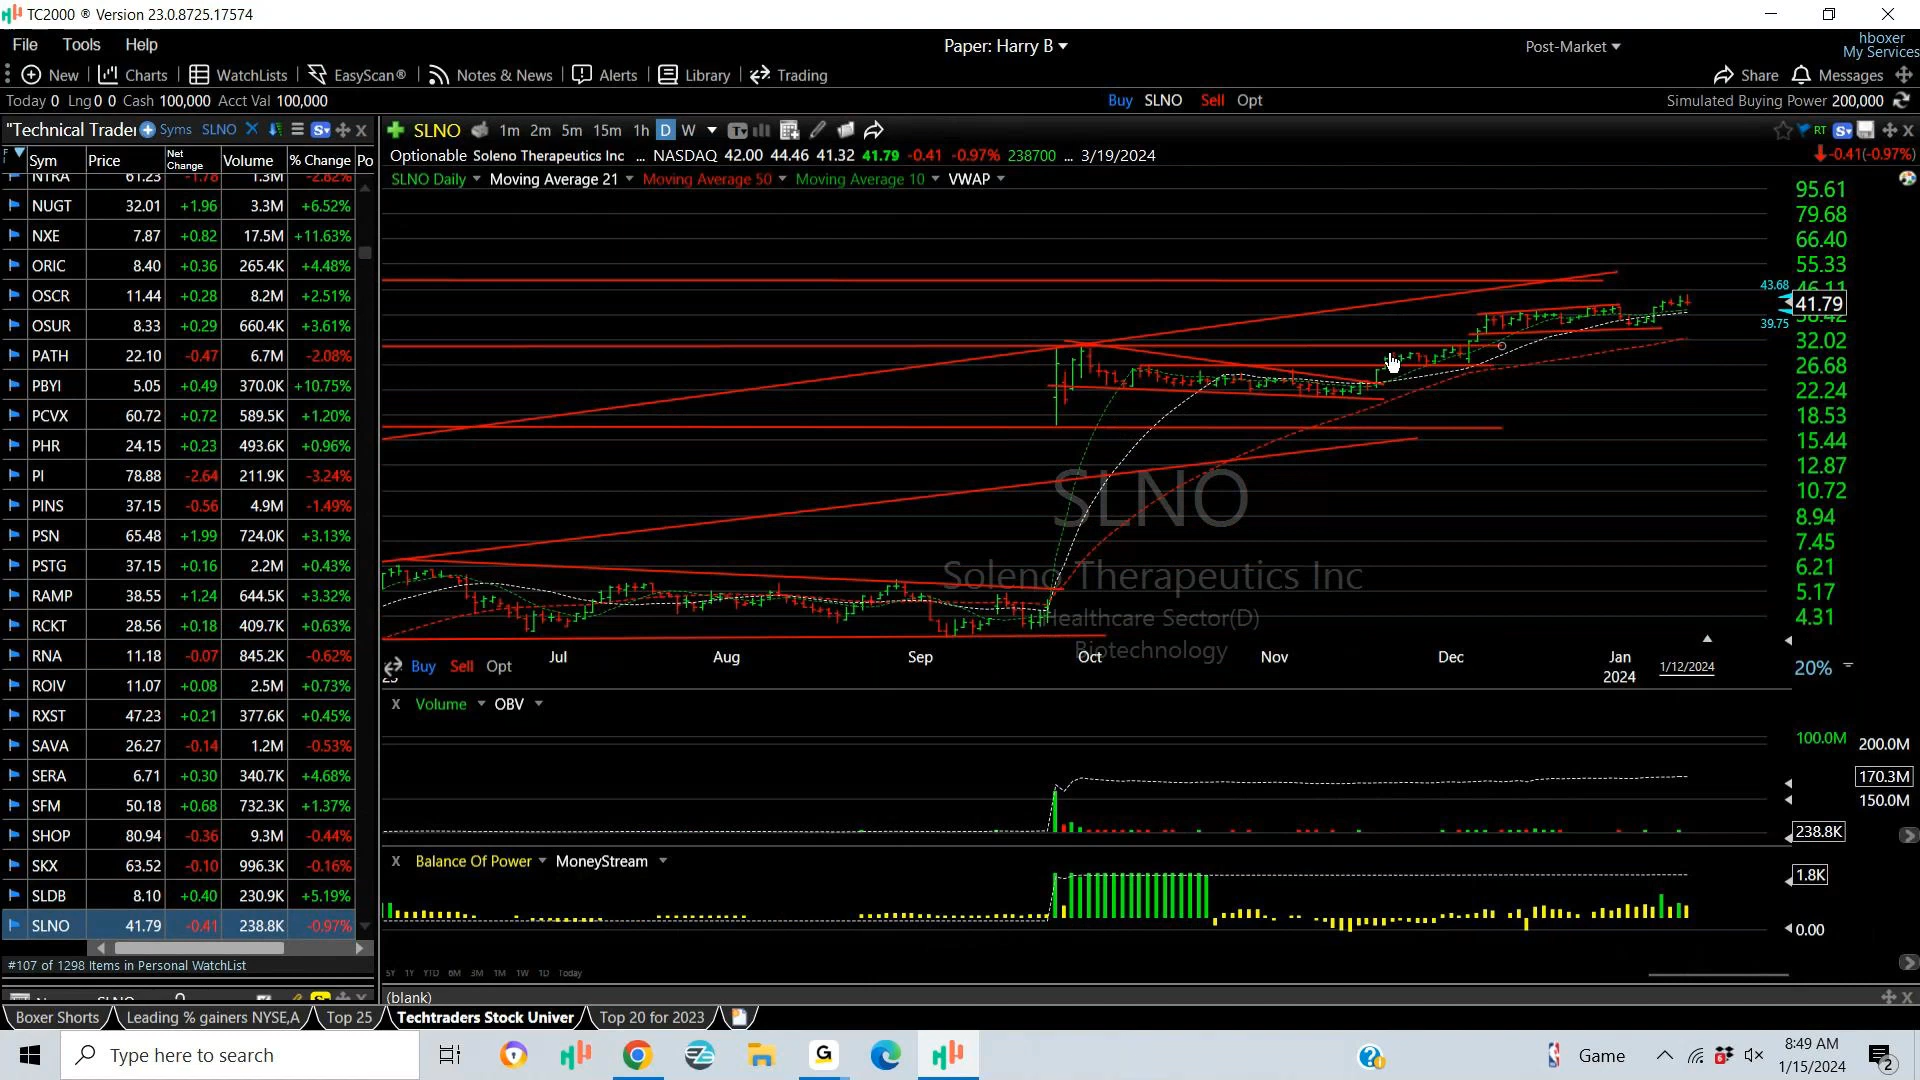 TC2000 ® Version 23.0.8725.17574
File Tools Help
Paper: Harry B
Post-Market
hboxer
My Services
New Charts WatchLists EasyScan® Notes & News Alerts Library Trading
Share Messages
Today 0 Lng 0 0 Cash 100,000 Acct Val 100,000
Buy SLNO Sell Opt
Simulated Buying Power 200,000
"Technical Trader Syms SLNO
SLNO 1m 2m 5m 15m 1h D W
RT
Sym Price Net Change Volume % Change Po
Optionable Soleno Therapeutics Inc ... NASDAQ 42.00 44.46 41.32 41.79 -0.41 -0.97% 238700 ... 3/19/2024
-0.41(-0.97%)
SLNO Daily Moving Average 21 Moving Average 50 Moving Average 10 VWAP
NTRA 61.23 -1.78 1.3M -2.82%
NUGT 32.01 +1.96 3.3M +6.52%
NXE 7.87 +0.82 17.5M +11.63%
ORIC 8.40 +0.36 265.4K +4.48%
OSCR 11.44 +0.28 8.2M +2.51%
OSUR 8.33 +0.29 660.4K +3.61%
PATH 22.10 -0.47 6.7M -2.08%
PBYI 5.05 +0.49 370.0K +10.75%
PCVX 60.72 +0.72 589.5K +1.20%
PHR 24.15 +0.23 493.6K +0.96%
PI 78.88 -2.64 211.9K -3.24%
PINS 37.15 -0.56 4.9M -1.49%
PSN 65.48 +1.99 724.0K +3.13%
PSTG 37.15 +0.16 2.2M +0.43%
RAMP 38.55 +1.24 644.5K +3.32%
RCKT 28.56 +0.18 409.7K +0.63%
RNA 11.18 -0.07 845.2K -0.62%
ROIV 11.07 +0.08 2.5M +0.73%
RXST 47.23 +0.21 377.6K +0.45%
SAVA 26.27 -0.14 1.2M -0.53%
SERA 6.71 +0.30 340.7K +4.68%
SFM 50.18 +0.68 732.3K +1.37%
SHOP 80.94 -0.36 9.3M -0.44%
SKX 63.52 -0.10 996.3K -0.16%
SLDB 8.10 +0.40 230.9K +5.19%
SLNO 41.79 -0.41 238.8K -0.97%
#107 of 1298 Items in Personal WatchList
95.61
79.68
66.40
55.33
43.68
46.11
41.79
39.75
32.02
26.68
22.24
18.53
15.44
12.87
10.72
8.94
7.45
6.21
5.17
4.31
20%
SLNO
Soleno Therapeutics Inc
Healthcare Sector(D)
Biotechnology
Jul Aug Sep Oct Nov Dec Jan
2024
1/12/2024
Buy Sell Opt
Volume OBV
100.0M 200.0M
170.3M
150.0M
238.8K
Balance Of Power MoneyStream
1.8K
0.00
5Y 1Y YTD 6M 3M 1M 1W 1D Today
(blank)
Boxer Shorts Leading % gainers NYSE,A Top 25 Techtraders Stock Univer Top 20 for 2023
Type here to search
Game
8:49 AM
1/15/2024
2